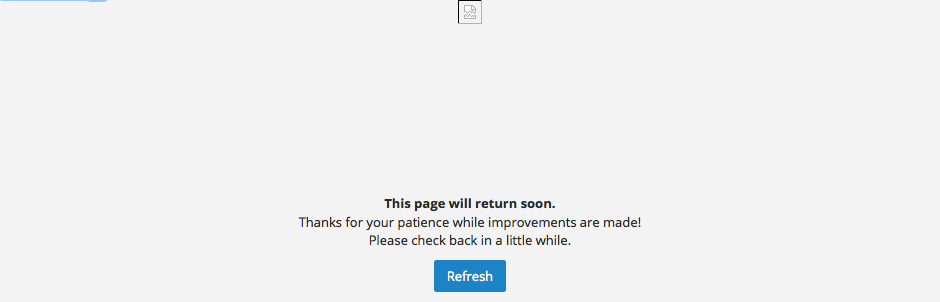 This page will return soon.
Thanks for your patience while improvements are made!
Please check back in a little while.
Refresh